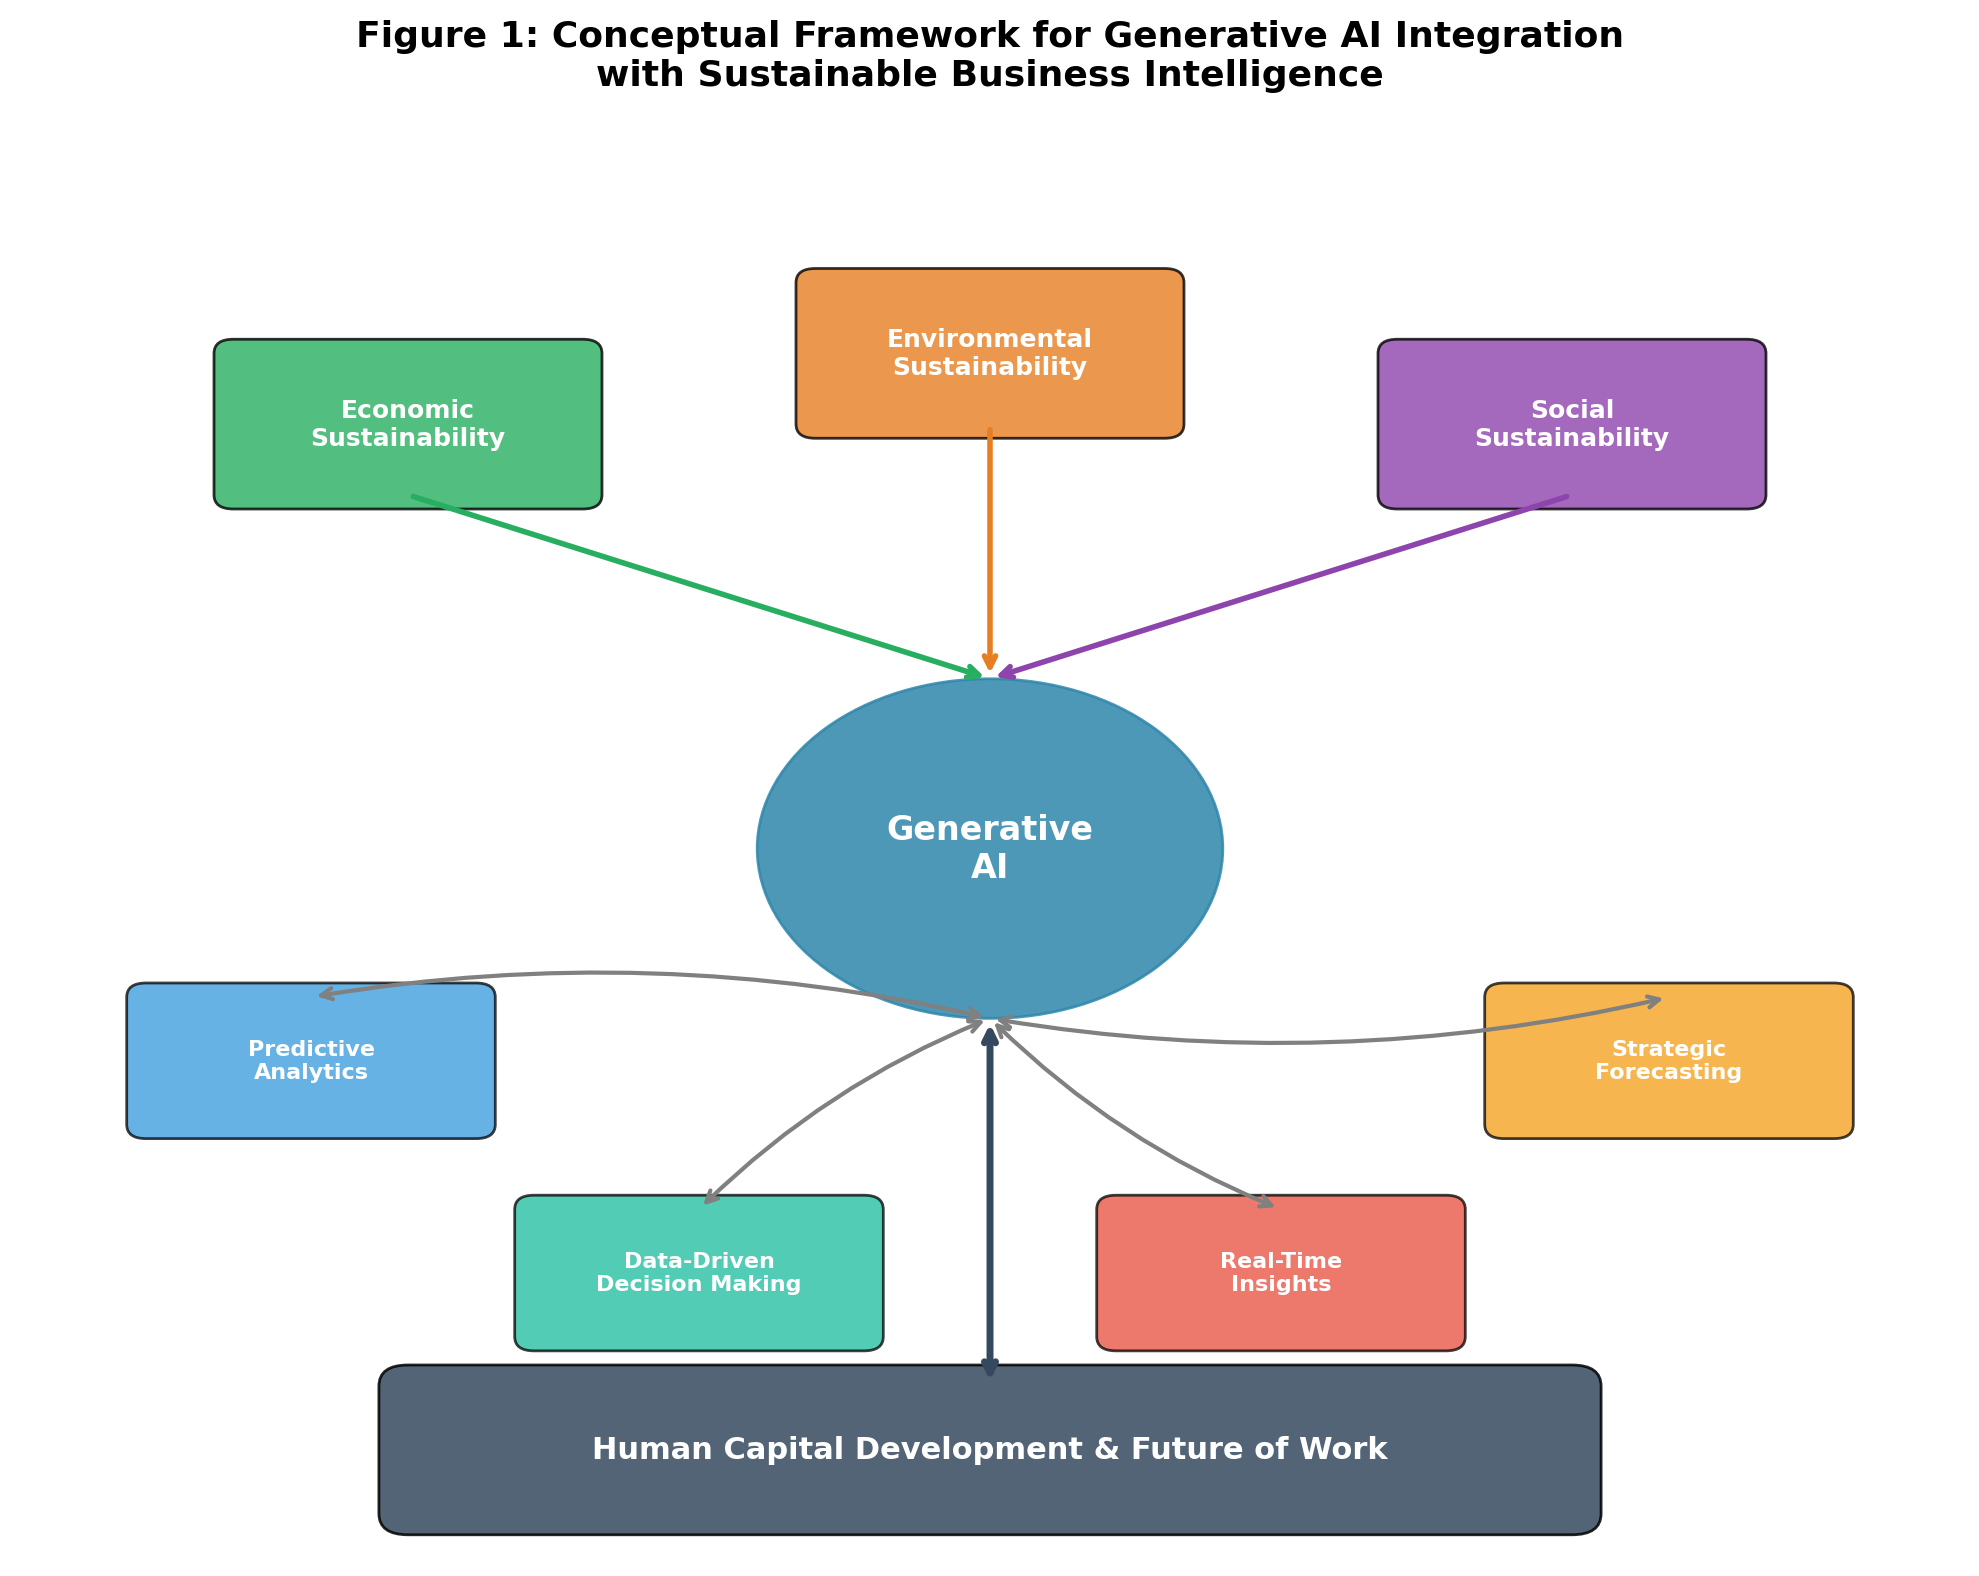 Figure 1: Conceptual Framework for Generative AI Integration
with Sustainable Business Intelligence
Environmental
Sustainability
Economic
Sustainability
Social
Sustainability
Generative
AI
Predictive
Analytics
Strategic
Forecasting
Data-Driven
Decision Making
Real-Time
Insights
Human Capital Development & Future of Work